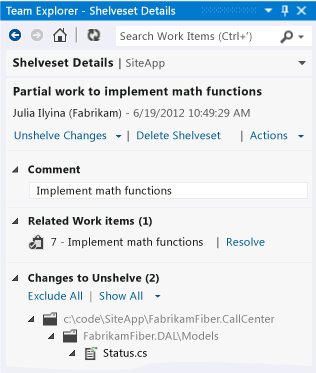 Team Explorer - Shelveset Details
Search Work Items (Ctrl+')
Shelveset Details | SiteApp
Partial work to implement math functions
Julia Ilyina (Fabrikam) - 6/19/2012 10:49:29 AM
Unshelve Changes | Delete Shelveset | Actions
Comment
Implement math functions
Related Work items (1)
7 - Implement math functions | Resolve
Changes to Unshelve (2)
Exclude All | Show All
c:\code\SiteApp\FabrikamFiber.CallCenter
FabrikamFiber.DAL\Models
Status.cs